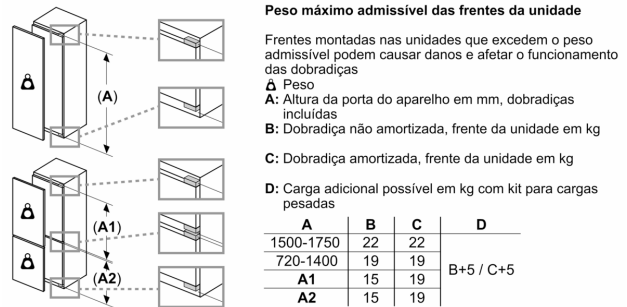 Peso máximo admissível das frentes da unidade
Frentes montadas nas unidades que excedem o peso
admissível podem causar danos e afetar o funcionamento
das dobradiças
Peso
A: Altura da porta do aparelho em mm, dobradiças
incluídas
B: Dobradiça não amortizada, frente da unidade em kg
C: Dobradiça amortizada, frente da unidade em kg
D: Carga adicional possível em kg com kit para cargas
pesadas
A B C D
1500-1750 22 22
720-1400 19 19
B+5 / C+5
A1 15 19
A2 15 19
(A)
(A1)
(A2)